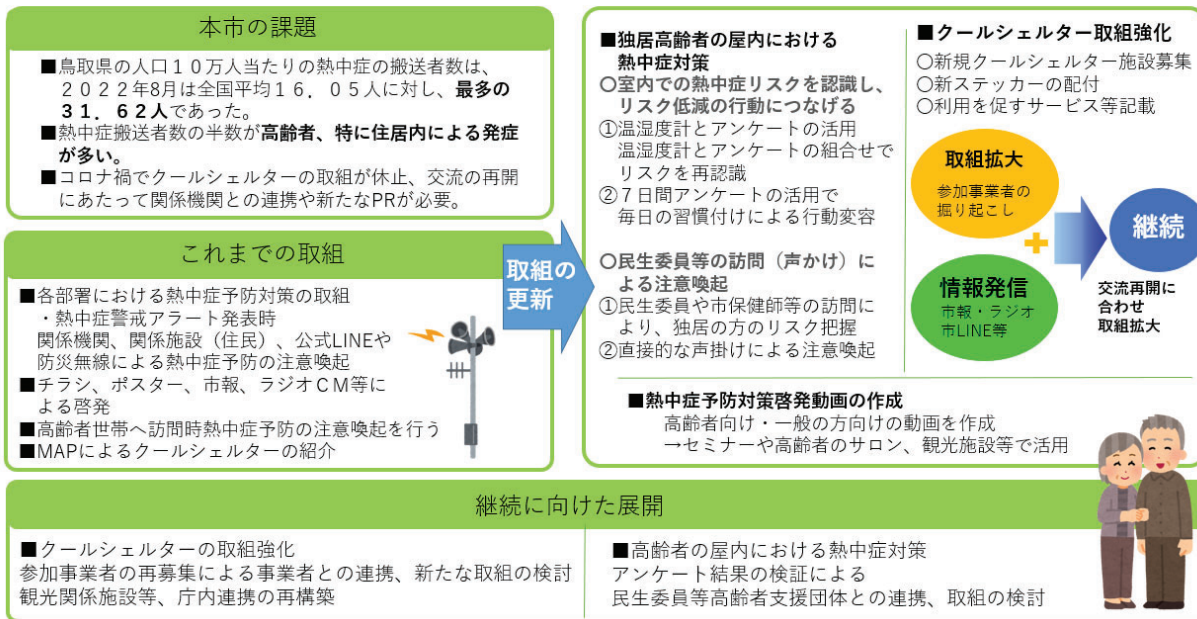 本市の課題
■鳥取県の人口１０万人当たりの熱中症の搬送者数は、
２０２２年8月は全国平均１６．０５人に対し、最多の
３１．６２人であった。
■熱中症搬送者数の半数が高齢者、特に住居内による発症
が多い。
■コロナ禍でクールシェルターの取組が休止、交流の再開
にあたって関係機関との連携や新たなPRが必要。
これまでの取組
■各部署における熱中症予防対策の取組
・熱中症警戒アラート発表時
関係機関、関係施設（住民）、公式LINEや
防災無線による熱中症予防の注意喚起
■チラシ、ポスター、市報、ラジオＣＭ等に
よる啓発
■高齢者世帯へ訪問時熱中症予防の注意喚起を行う
■MAPによるクールシェルターの紹介
取組の
更新
■独居高齢者の屋内における
熱中症対策
〇室内での熱中症リスクを認識し、
リスク低減の行動につなげる
①温湿度計とアンケートの活用
温湿度計とアンケートの組合せで
リスクを再認識
②７日間アンケートの活用で
毎日の習慣付けによる行動変容
〇民生委員等の訪問（声かけ）に
よる注意喚起
①民生委員や市保健師等の訪問に
より、独居の方のリスク把握
②直接的な声掛けによる注意喚起
■クールシェルター取組強化
〇新規クールシェルター施設募集
〇新ステッカーの配付
〇利用を促すサービス等記載
取組拡大
参加事業者の
掘り起こし
情報発信
市報・ラジオ
市LINE等
継続
交流再開に
合わせ
取組拡大
■熱中症予防対策啓発動画の作成
高齢者向け・一般の方向けの動画を作成
→セミナーや高齢者のサロン、観光施設等で活用
継続に向けた展開
■クールシェルターの取組強化
参加事業者の再募集による事業者との連携、新たな取組の検討
観光関係施設等、庁内連携の再構築
■高齢者の屋内における熱中症対策
アンケート結果の検証による
民生委員等高齢者支援団体との連携、取組の検討